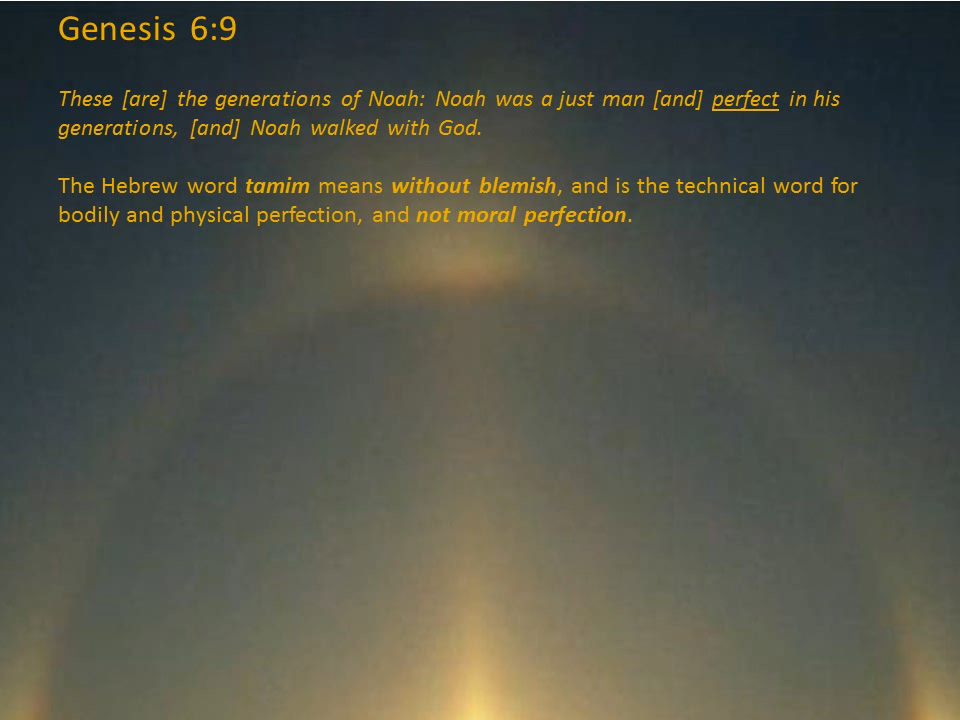 Genesis 6:9
These [are] the generations of Noah: Noah was a just man [and] perfect in his
generations, [and] Noah walked with God.
The Hebrew word tamim means without blemish, and is the technical word for
bodily and physical perfection, and not moral perfection.